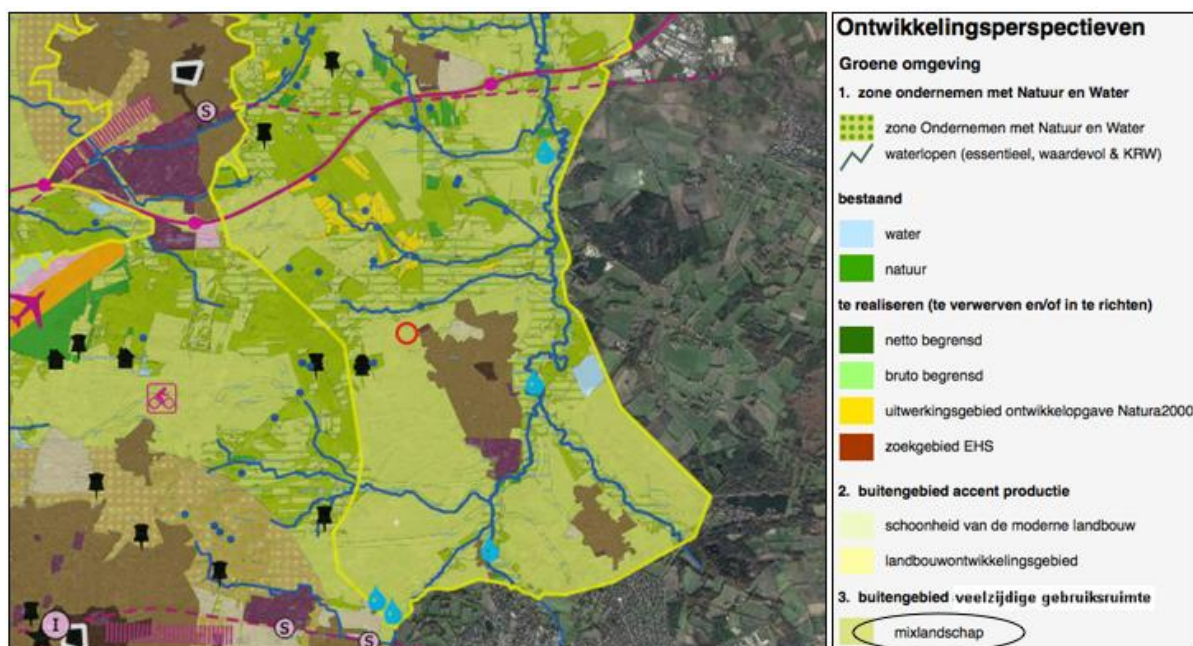 S
I
S
S
Ontwikkelingsperspectieven
Groene omgeving
1. zone ondernemen met Natuur en Water
zone Ondernemen met Natuur en Water
waterlopen (essentieel, waardevol & KRW)
bestaand
water
natuur
te realiseren (te verwerven en/of in te richten)
netto begrensd
bruto begrensd
uitwerkingsgebied ontwikkelopgave Natura2000
zoekgebied EHS
2. buitengebied accent productie
schoonheid van de moderne landbouw
landbouwontwikkelingsgebied
3. buitengebied veelzijdige gebruiksruimte
mixlandschap